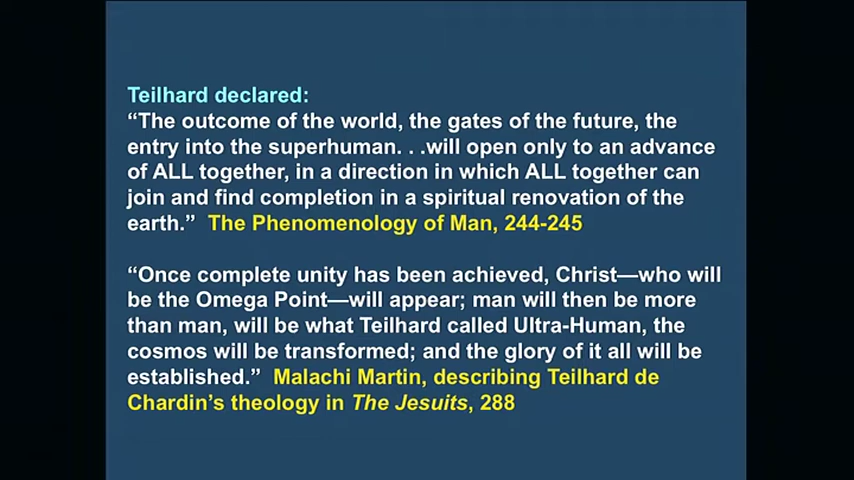 Teilhard declared:
“The outcome of the world, the gates of the future, the
entry into the superhuman. . .will open only to an advance
of ALL together, in a direction in which ALL together can
join and find completion in a spiritual renovation of the
earth.” The Phenomenology of Man, 244-245
“Once complete unity has been achieved, Christ—who will
be the Omega Point—will appear; man will then be more
than man, will be what Teilhard called Ultra-Human, the
cosmos will be transformed; and the glory of it all will be
established.” Malachi Martin, describing Teilhard de
Chardin’s theology in The Jesuits, 288